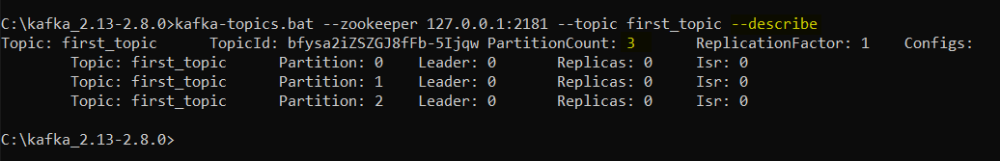 C:\kafka_2.13-2.8.0>kafka-topics.bat --zookeeper 127.0.0.1:2181 --topic first_topic --describe
Topic: first_topic TopicId: bfysa2iZSZGJ8fFb-5Ijqw PartitionCount: 3 ReplicationFactor: 1 Configs:
Topic: first_topic Partition: 0 Leader: 0 Replicas: 0 Isr: 0
Topic: first_topic Partition: 1 Leader: 0 Replicas: 0 Isr: 0
Topic: first_topic Partition: 2 Leader: 0 Replicas: 0 Isr: 0
C:\kafka_2.13-2.8.0>